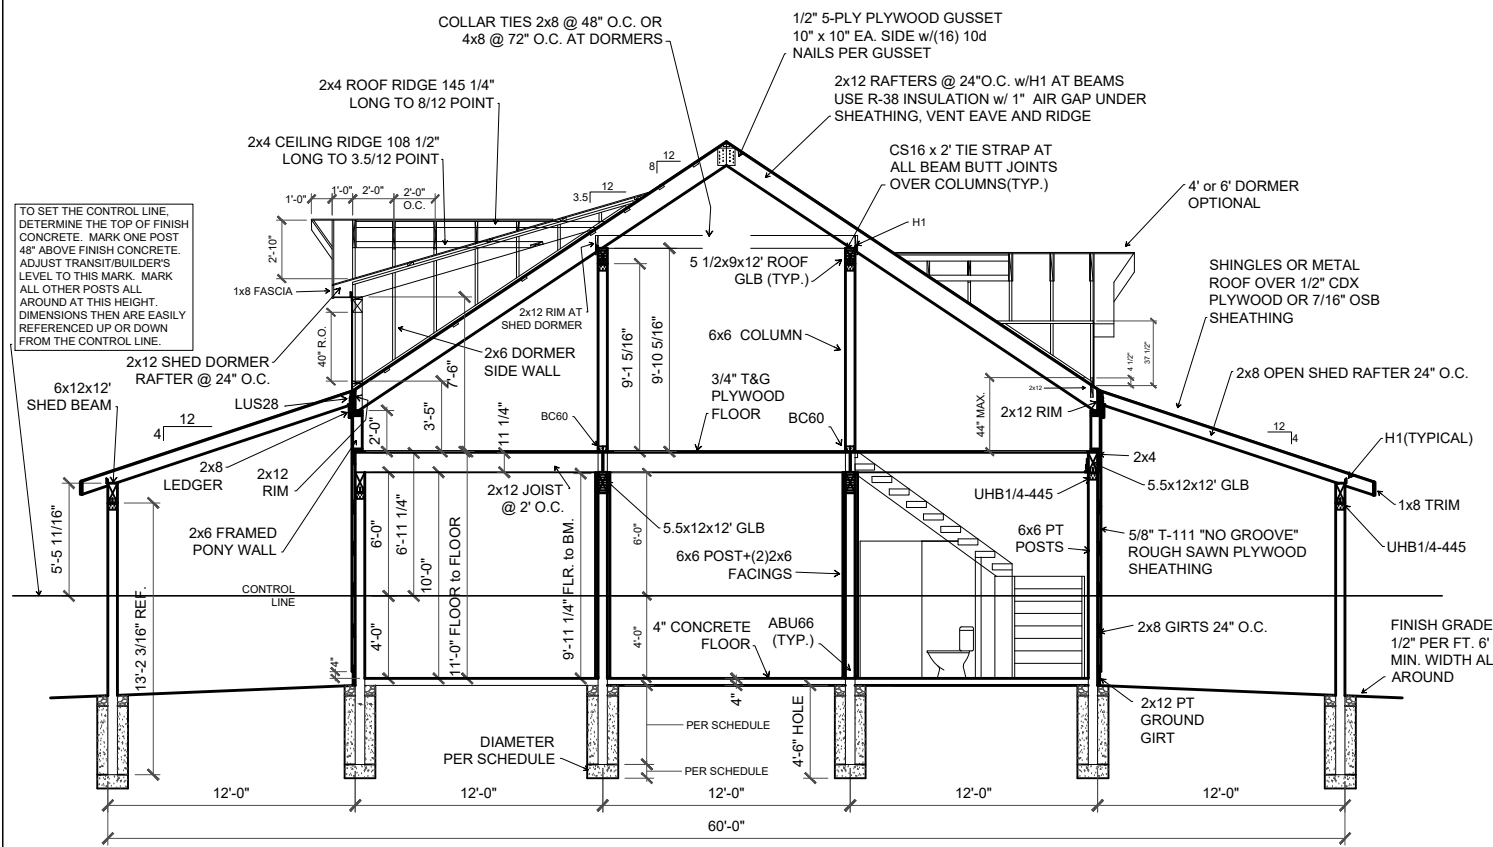 COLLAR TIES 2x8 @ 48" O.C. OR
4x8 @ 72" O.C. AT DORMERS
1/2" 5-PLY PLYWOOD GUSSET
10" x 10" EA. SIDE w/(16) 10d
NAILS PER GUSSET
2x4 ROOF RIDGE 145 1/4"
LONG TO 8/12 POINT
2x12 RAFTERS @ 24"O.C. w/H1 AT BEAMS
USE R-38 INSULATION w/ 1" AIR GAP UNDER
SHEATHING, VENT EAVE AND RIDGE
2x4 CEILING RIDGE 108 1/2"
LONG TO 3.5/12 POINT
CS16 x 2' TIE STRAP AT
ALL BEAM BUTT JOINTS
OVER COLUMNS(TYP.)
12
8
12
3.5
1'-0"
1'-0"
2'-0"
2'-0"
O.C.
4' or 6' DORMER
OPTIONAL
TO SET THE CONTROL LINE,
DETERMINE THE TOP OF FINISH
CONCRETE. MARK ONE POST
48" ABOVE FINISH CONCRETE.
ADJUST TRANSIT/BUILDER'S
LEVEL TO THIS MARK. MARK
ALL OTHER POSTS ALL
AROUND AT THIS HEIGHT.
DIMENSIONS THEN ARE EASILY
REFERENCED UP OR DOWN
FROM THE CONTROL LINE.
2'-10"
H1
1x8 FASCIA
5 1/2x9x12' ROOF
GLB (TYP.)
SHINGLES OR METAL
ROOF OVER 1/2" CDX
PLYWOOD OR 7/16" OSB
SHEATHING
2x12 RIM AT
SHED DORMER
40" R.O.
9'-1 5/16"
9'-10 5/16"
6x6 COLUMN
2x12 SHED DORMER
RAFTER @ 24" O.C.
2x6 DORMER
SIDE WALL
7'-6"
4 1/2"
37 1/2"
6x12x12'
SHED BEAM
LUS28
3/4" T&G
PLYWOOD
FLOOR
2x12
2x8 OPEN SHED RAFTER 24" O.C.
2x12 RIM
12
4
BC60
BC60
2'-0"
3'-5"
11 1/4"
44" MAX.
12
4
H1(TYPICAL)
2x8
LEDGER
2x12
RIM
2x4
5.5x12x12' GLB
UHB1/4-445
2x12 JOIST
@ 2' O.C.
1x8 TRIM
5'-5 11/16"
2x6 FRAMED
PONY WALL
6'-0"
6'-11 1/4"
10'-0"
11'-0" FLOOR to FLOOR
9'-11 1/4" FLR. to BM.
6'-0"
5.5x12x12' GLB
6x6 POST+(2)2x6
FACINGS
6x6 PT
POSTS
5/8" T-111 "NO GROOVE"
ROUGH SAWN PLYWOOD
SHEATHING
UHB1/4-445
CONTROL
LINE
13'-2 3/16" REF.
4'-0"
4'-0"
4" CONCRETE
FLOOR
ABU66
(TYP.)
2x8 GIRTS 24" O.C.
FINISH GRADE
1/2" PER FT. 6'
MIN. WIDTH AL
AROUND
4"
4"
4'-6" HOLE
2x12 PT
GROUND
GIRT
PER SCHEDULE
DIAMETER
PER SCHEDULE
PER SCHEDULE
12'-0"
12'-0"
12'-0"
12'-0"
12'-0"
60'-0"